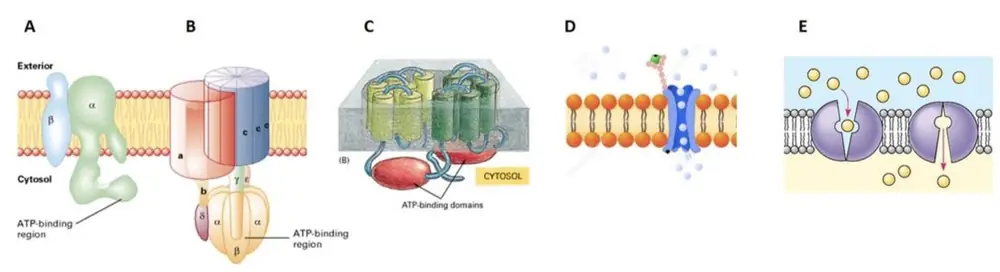 A
B
C
D
E
Exterior
β
α
Cytosol
ATP-binding
region
a
c
c
c
γ
ε
b
δ
α
α
β
ATP-binding
region
(B)
CYTOSOL
ATP-binding domains